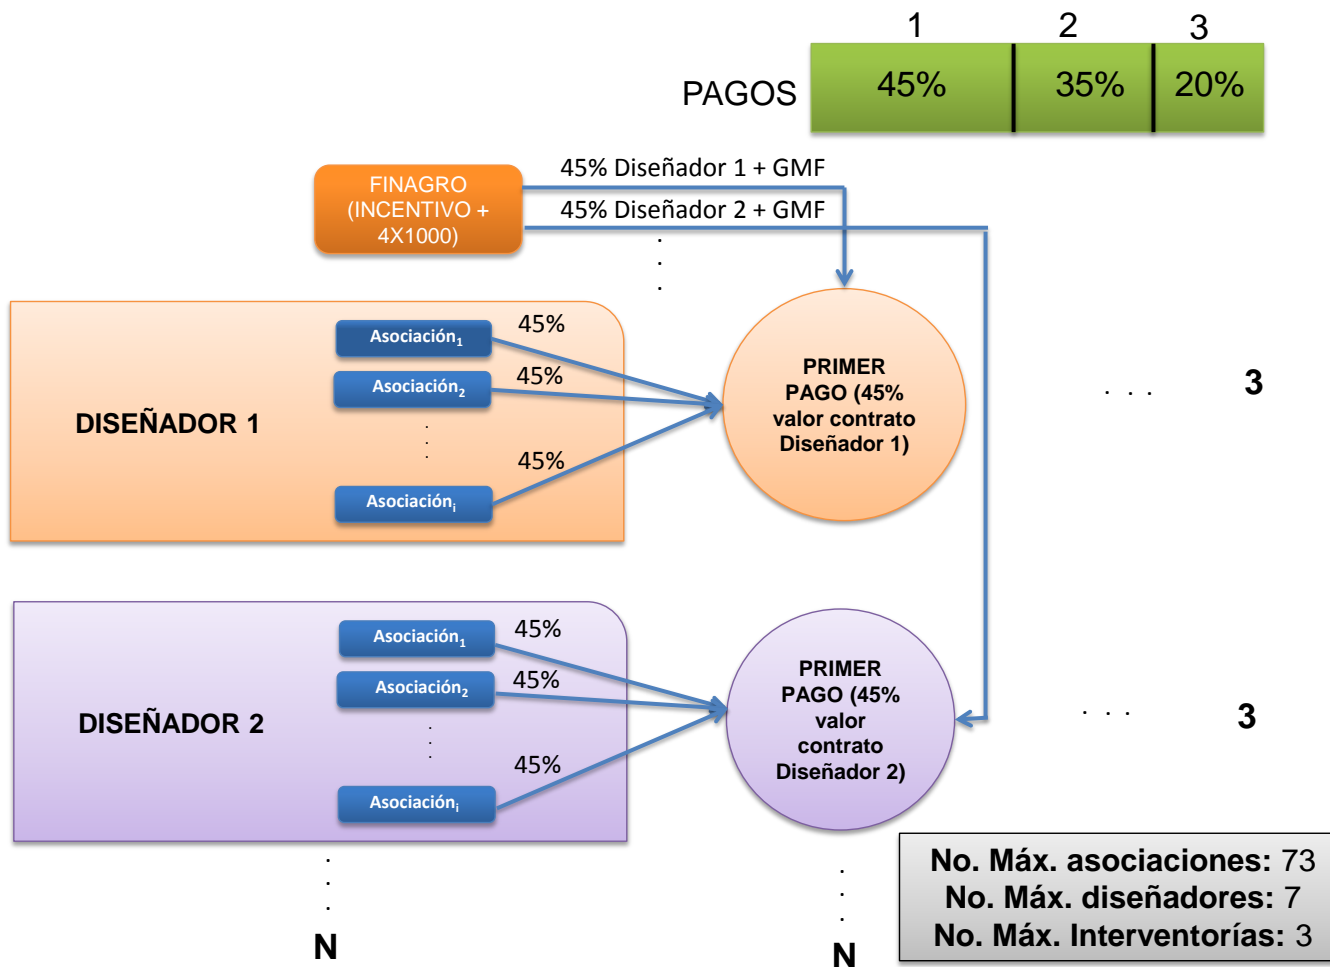 1 2 3
PAGOS 45% 35% 20%
FINAGRO
(INCENTIVO +
4X1000)
45% Diseñador 1 + GMF
45% Diseñador 2 + GMF
.
.
.
DISEÑADOR 1
Asociación1
45%
Asociación2
45%
.
.
.
45%
Asociacióni
PRIMER
PAGO (45%
valor contrato
Diseñador 1)
. . .
3
DISEÑADOR 2
Asociación1
45%
Asociación2
45%
.
.
.
45%
Asociacióni
PRIMER
PAGO (45%
valor
contrato
Diseñador 2)
. . .
3
.
.
.
.
N
.
.
.
.
N
No. Máx. asociaciones: 73
No. Máx. diseñadores: 7
No. Máx. Interventorías: 3